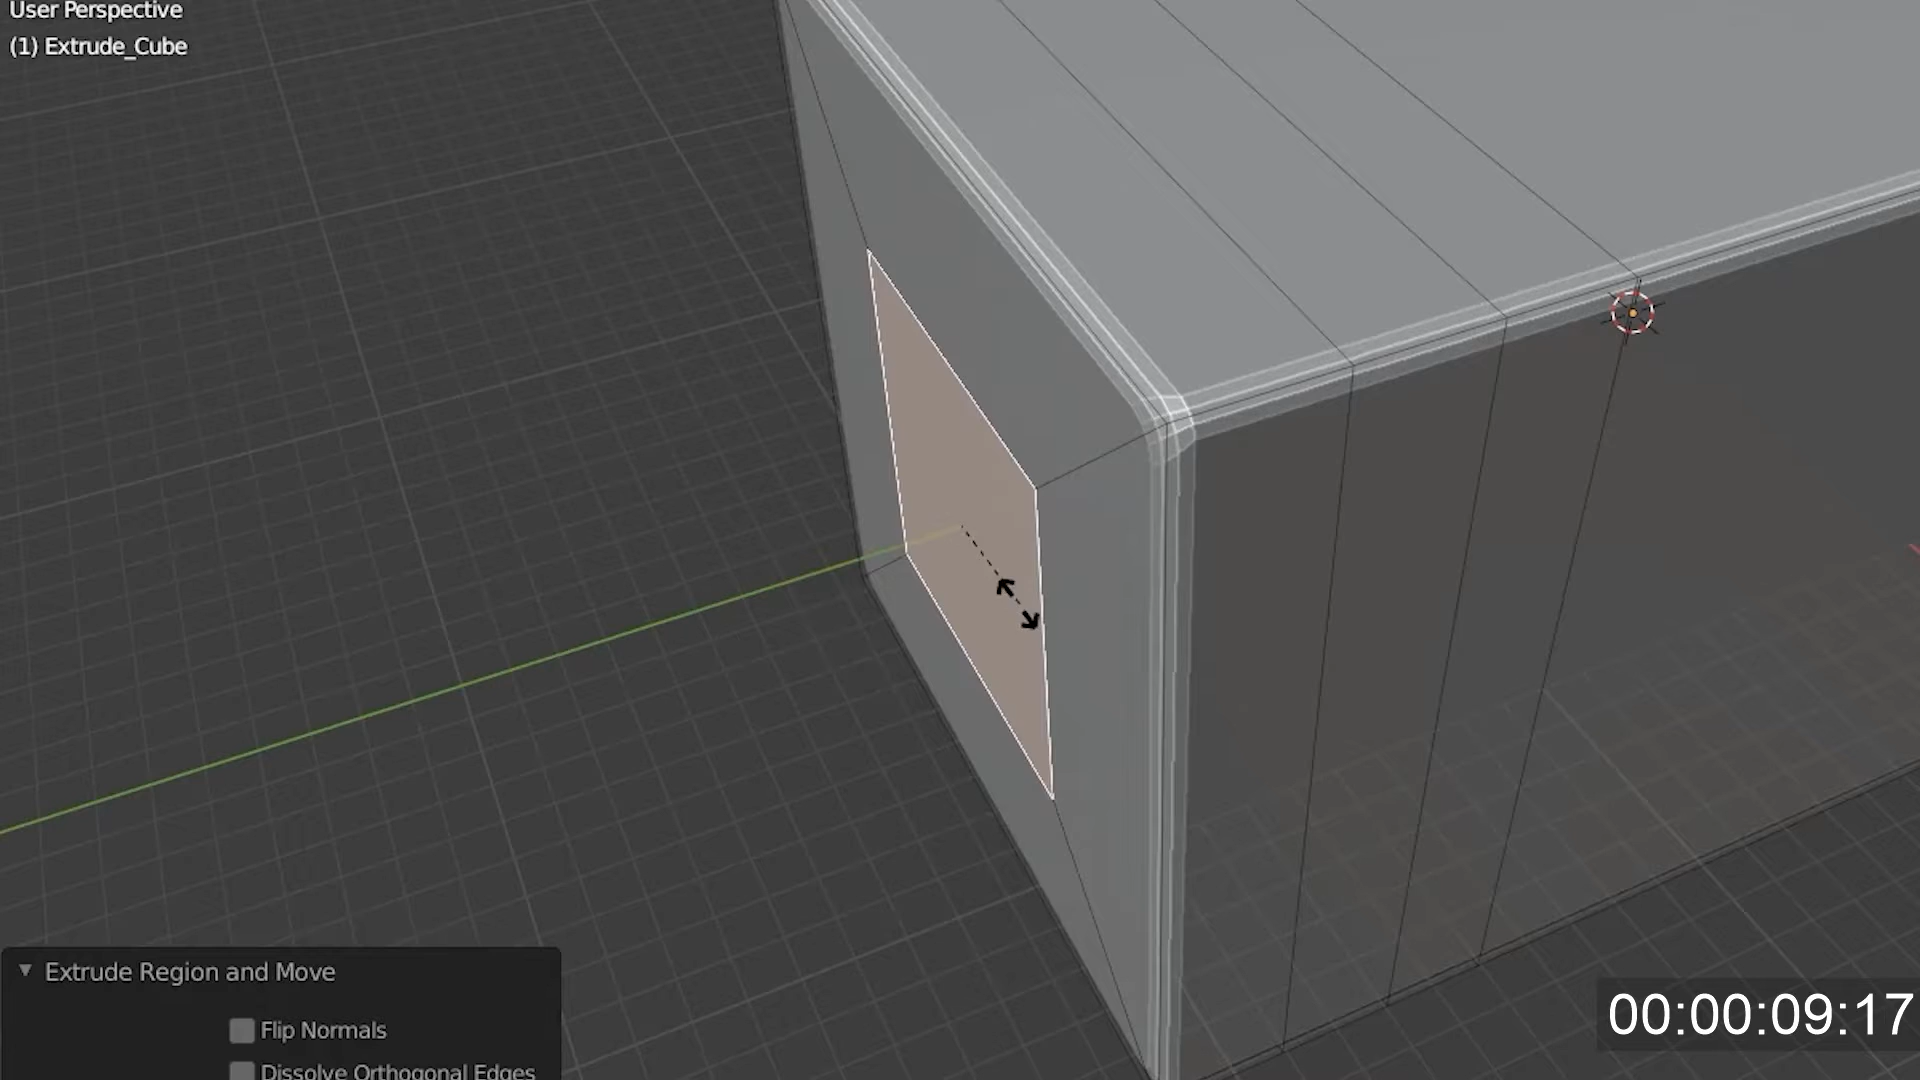 User Perspective
(1) Extrude_Cube
Extrude Region and Move
Flip Normals
Dissolve Orthogonal Edges
00:00:09:17